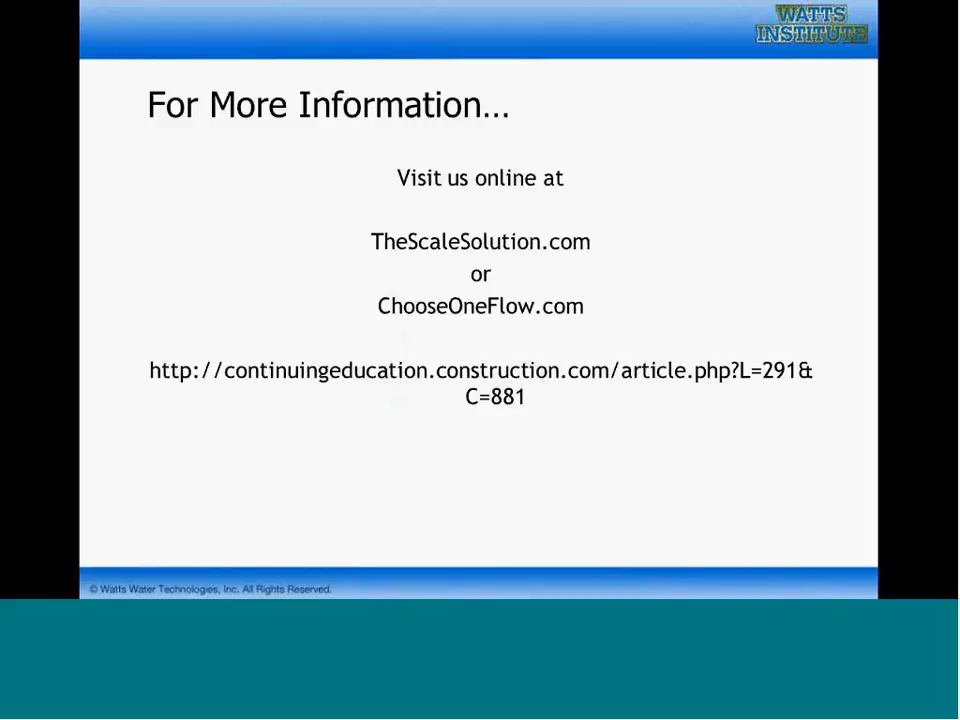 WATTS
INSTITUTE
For More Information...
Visit us online at
TheScaleSolution.com
or
ChooseOneFlow.com
http://continuingeducation.construction.com/article.php?L=291&
C=881
© Watts Water Technologies, Inc. All Rights Reserved.